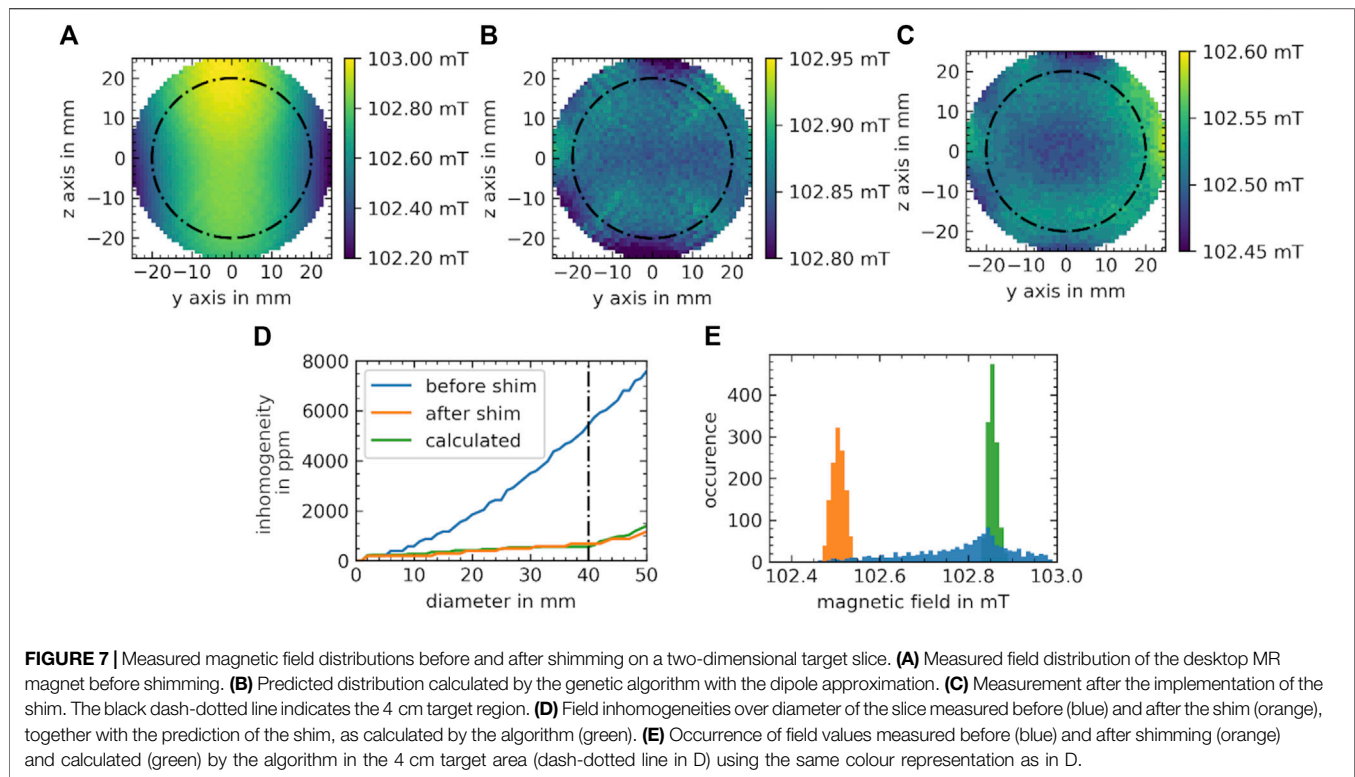 A
B
C
103.00 mT
102.80 mT
102.60 mT
102.40 mT
102.20 mT
20
10
0
−10
−20
z axis in mm
−20 −10 0 10 20
y axis in mm
102.95 mT
102.90 mT
102.85 mT
102.80 mT
20
10
0
−10
−20
z axis in mm
−20 −10 0 10 20
y axis in mm
102.60 mT
102.55 mT
102.50 mT
102.45 mT
20
10
0
−10
−20
z axis in mm
−20 −10 0 10 20
y axis in mm
D
8000
6000
4000
2000
0
inhomogeneity
in ppm
before shim
after shim
calculated
0 10 20 30 40 50
diameter in mm
E
400
300
200
100
0
occurence
102.4 102.6 102.8 103.0
magnetic field in mT
FIGURE 7 | Measured magnetic field distributions before and after shimming on a two-dimensional target slice. (A) Measured field distribution of the desktop MR
magnet before shimming. (B) Predicted distribution calculated by the genetic algorithm with the dipole approximation. (C) Measurement after the implementation of the
shim. The black dash-dotted line indicates the 4 cm target region. (D) Field inhomogeneities over diameter of the slice measured before (blue) and after the shim (orange),
together with the prediction of the shim, as calculated by the algorithm (green). (E) Occurrence of field values measured before (blue) and after shimming (orange)
and calculated (green) by the algorithm in the 4 cm target area (dash-dotted line in D) using the same colour representation as in D.